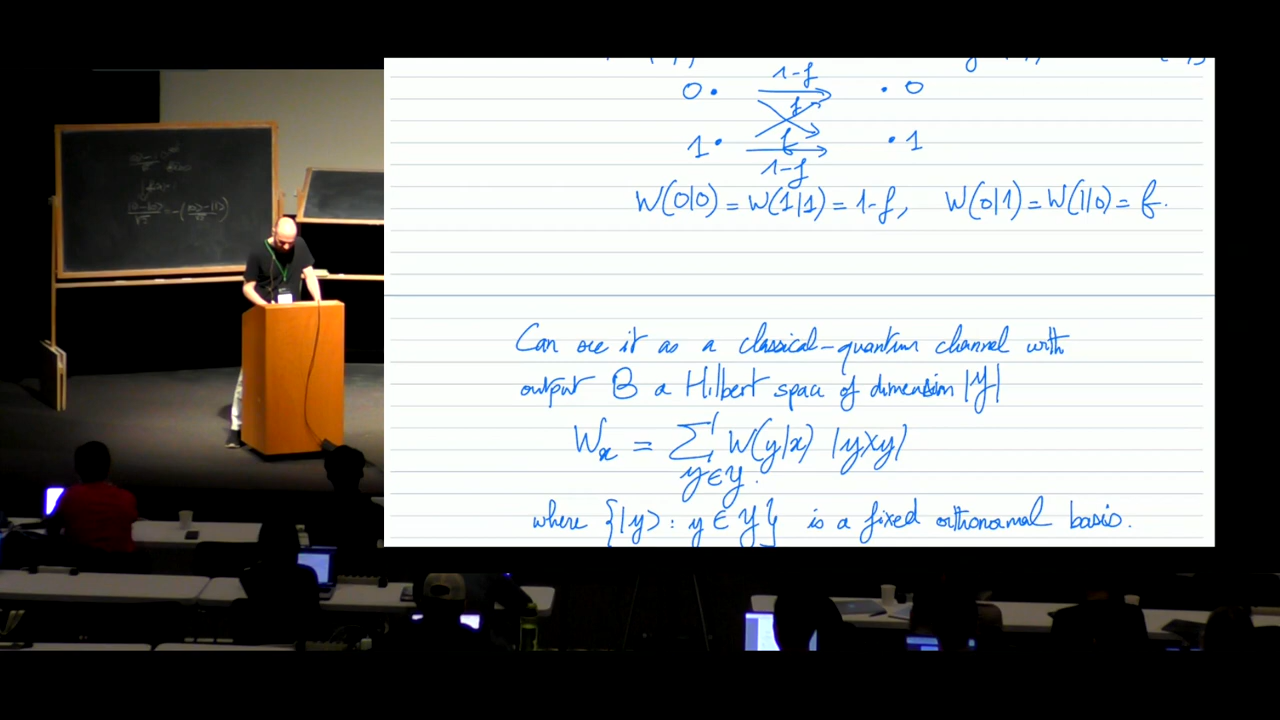 1-f
0 • • 0
f
f
1 • • 1
1-f
W(0|0) = W(1|1) = 1-f, W(0|1) = W(1|0) = f.
Can see it as a classical-quantum channel with
output B a Hilbert space of dimension |Y|
W_x = Σ_{y∈Y} W(y|x) |y⟩⟨y|
where {|y⟩ : y ∈ Y} is a fixed orthonormal basis.